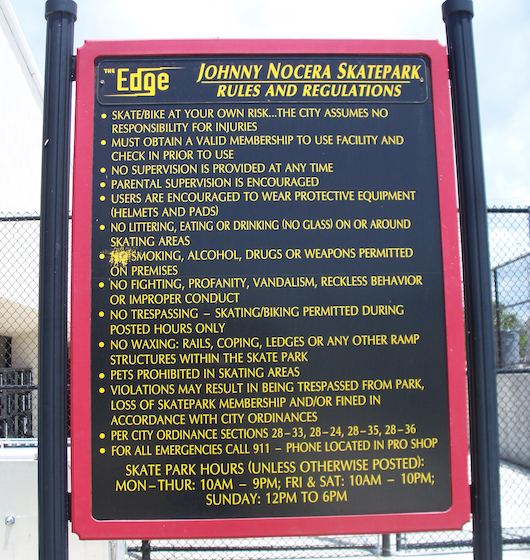 THE Edge JOHNNY NOCERA SKATEPARK
RULES AND REGULATIONS
• SKATE/BIKE AT YOUR OWN RISK...THE CITY ASSUMES NO
RESPONSIBILITY FOR INJURIES
• MUST OBTAIN A VALID MEMBERSHIP TO USE FACILITY AND
CHECK IN PRIOR TO USE
• NO SUPERVISION IS PROVIDED AT ANY TIME
• PARENTAL SUPERVISION IS ENCOURAGED
• USERS ARE ENCOURAGED TO WEAR PROTECTIVE EQUIPMENT
(HELMETS AND PADS)
• NO LITTERING, EATING OR DRINKING (NO GLASS) ON OR AROUND
SKATING AREAS
• NO SMOKING, ALCOHOL, DRUGS OR WEAPONS PERMITTED
ON PREMISES
• NO FIGHTING, PROFANITY, VANDALISM, RECKLESS BEHAVIOR
OR IMPROPER CONDUCT
• NO TRESPASSING – SKATING/BIKING PERMITTED DURING
POSTED HOURS ONLY
• NO WAXING: RAILS, COPING, LEDGES OR ANY OTHER RAMP
STRUCTURES WITHIN THE SKATE PARK
• PETS PROHIBITED IN SKATING AREAS
• VIOLATIONS MAY RESULT IN BEING TRESPASSED FROM PARK,
LOSS OF SKATEPARK MEMBERSHIP AND/OR FINED IN
ACCORDANCE WITH CITY ORDINANCES
• PER CITY ORDINANCE SECTIONS 28–33, 28–24, 28–35, 28–36
• FOR ALL EMERGENCIES CALL 911 – PHONE LOCATED IN PRO SHOP
SKATE PARK HOURS (UNLESS OTHERWISE POSTED):
MON–THUR: 10AM – 9PM; FRI & SAT: 10AM – 10PM;
SUNDAY: 12PM TO 6PM